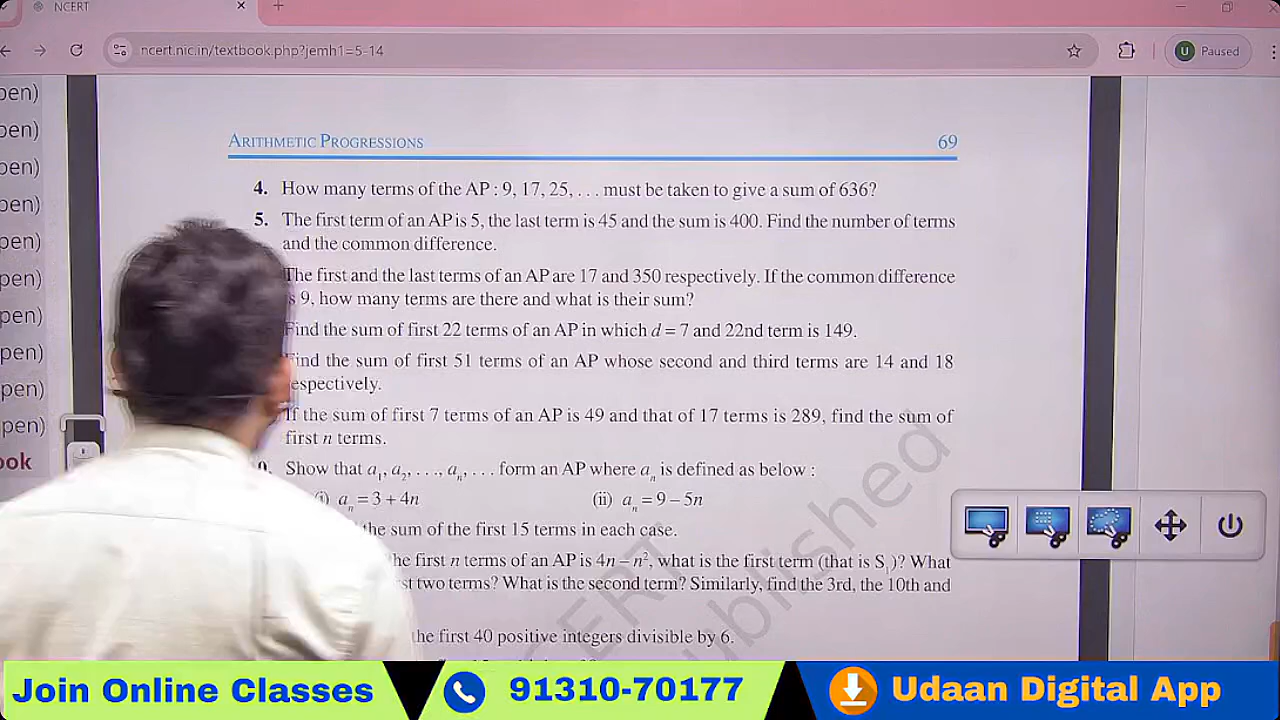 NCERT
ncert.nic.in/textbook.php?jemh1=5-14
U Paused
pen)
pen)
pen)
pen)
pen)
pen)
pen)
pen)
pen)
pen)
ook
ARITHMETIC PROGRESSIONS 69
4. How many terms of the AP : 9, 17, 25, . . . must be taken to give a sum of 636?
5. The first term of an AP is 5, the last term is 45 and the sum is 400. Find the number of terms
and the common difference.
The first and the last terms of an AP are 17 and 350 respectively. If the common difference
s 9, how many terms are there and what is their sum?
Find the sum of first 22 terms of an AP in which d = 7 and 22nd term is 149.
Find the sum of first 51 terms of an AP whose second and third terms are 14 and 18
respectively.
If the sum of first 7 terms of an AP is 49 and that of 17 terms is 289, find the sum of
first n terms.
0. Show that a₁, a₂, . . ., aₙ, . . . form an AP where aₙ is defined as below :
(i) aₙ = 3 + 4n (ii) aₙ = 9 – 5n
the sum of the first 15 terms in each case.
he first n terms of an AP is 4n – n², what is the first term (that is S₁)? What
st two terms? What is the second term? Similarly, find the 3rd, the 10th and
the first 40 positive integers divisible by 6.
ERT
ublished
Join Online Classes 91310-70177 Udaan Digital App